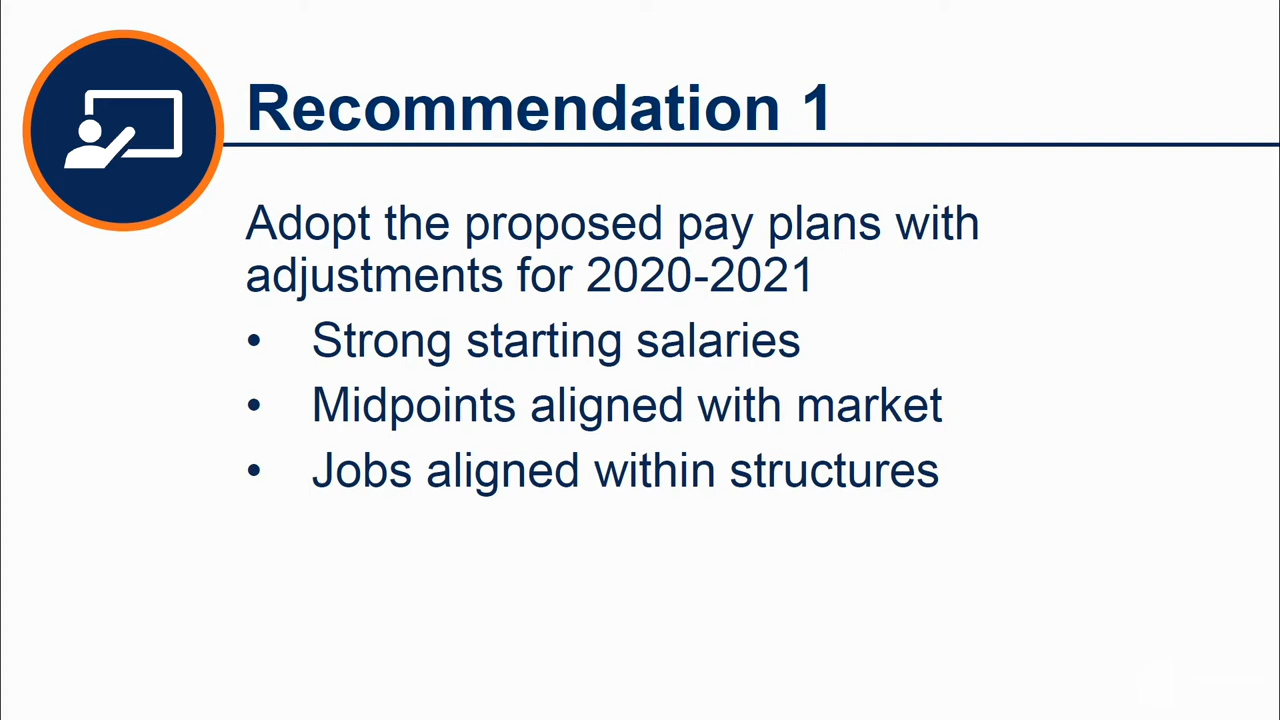 Recommendation 1
Adopt the proposed pay plans with
adjustments for 2020-2021
• Strong starting salaries
• Midpoints aligned with market
• Jobs aligned within structures